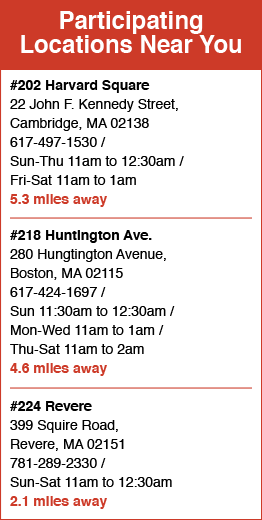 Participating
Locations Near You
#202 Harvard Square
22 John F. Kennedy Street,
Cambridge, MA 02138
617-497-1530 /
Sun-Thu 11am to 12:30am /
Fri-Sat 11am to 1am
5.3 miles away
#218 Huntington Ave.
280 Hungtington Avenue,
Boston, MA 02115
617-424-1697 /
Sun 11:30am to 12:30am /
Mon-Wed 11am to 1am /
Thu-Sat 11am to 2am
4.6 miles away
#224 Revere
399 Squire Road,
Revere, MA 02151
781-289-2330 /
Sun-Sat 11am to 12:30am
2.1 miles away